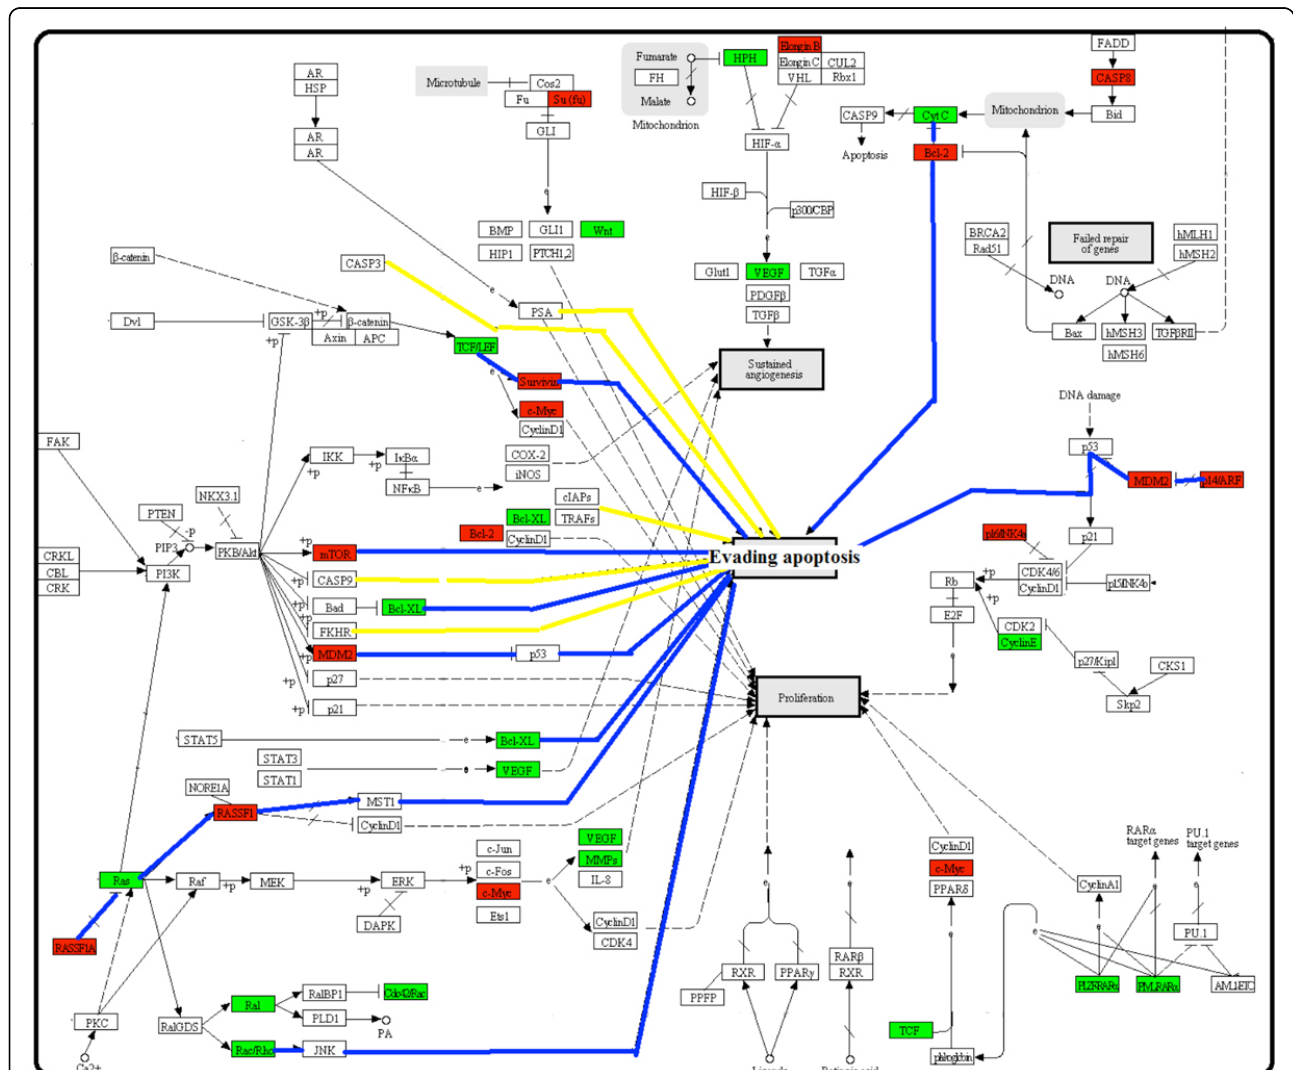 AR
HSP
AR
AR
Microtubule
Cos2
Fu
Su (fu)
GLI
e
BMP
GLI1
Wnt
HIP1
PTCH1,2
Fumarate
FH
Malate
Mitochondrion
HPH
Elongin B
Elongin C
CUL2
VHL
Rbx1
HIF-α
HIF-β
p300/CBP
e
Glut1
VEGF
TGFα
PDGFβ
TGFβ
Sustained
angiogenesis
FADD
CASP8
Bid
Mitochondrion
Cyt C
CASP9
Apoptosis
Bcl-2
BRCA2
Rad51
DNA
Failed repair
of genes
hMLH1
hMSH2
DNA
Bax
hMSH3
TGFβRII
hMSH6
β-catenin
CASP3
e
PSA
Dvl
GSK-3β
+p
β-catenin
Axin
APC
+p
TCF/LEF
e
Survivin
c-Myc
CyclinD1
DNA damage
p53
MDM2
p14/ARF
p21
p16/INK4a
CDK4/6
CyclinD1
p15/INK4b
+p
Rb
+p
E2F
e
CDK2
CyclinE
p27/Kip1
CKS1
Skp2
FAK
IKK
+p
IκBα
NFκB
e
COX-2
iNOS
NKX3.1
PTEN
-p
PIP3
PKB/Akt
CRKL
CBL
CRK
PI3K
cIAPs
Bcl-XL
TRAFs
Bcl-2
CyclinD1
Evading apoptosis
+p
mTOR
+p
CASP9
+p
Bad
Bcl-XL
+p
FKHR
+p
MDM2
p53
+p
p27
+p
p21
Proliferation
STAT5
e
Bcl-XL
STAT3
STAT1
e
VEGF
NORE1A
RASSF1
MST1
CyclinD1
Ras
Raf
+p
MEK
+p
ERK
+p
DAPK
c-Jun
c-Fos
c-Myc
Ets1
e
VEGF
MMPs
IL-8
CyclinD1
CDK4
RASSF1A
PKC
Ca2+
RalGDS
Ral
RalBP1
Cdc42/Rac
PLD1
PA
Rac/Rho
JNK
e
RXR
PPARγ
PPFP
e
RARβ
RXR
CyclinD1
c-Myc
PPARδ
e
TCF
CyclinA1
e
e
RARα
target genes
e
PU.1
target genes
PU.1
PLZF-RARα
PML-RARα